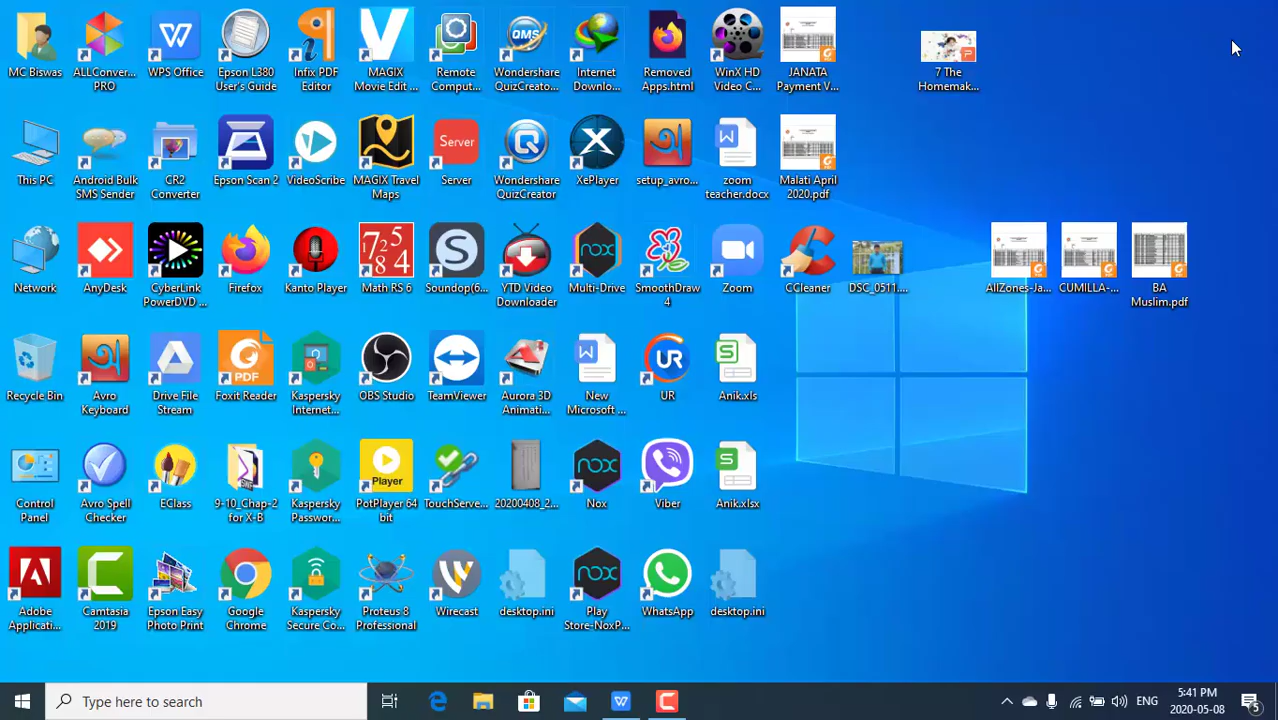 MC Biswas
ALLConver... PRO
WPS Office
Epson L380 User's Guide
Infix PDF Editor
MAGIX Movie Edit ...
Remote Comput...
Wondershare QuizCreato...
Internet Downlo...
Removed Apps.html
WinX HD Video C...
JANATA Payment V...
7 The Homemak...
This PC
Android Bulk SMS Sender
CR2 Converter
Epson Scan 2
VideoScribe
MAGIX Travel Maps
Server
Server
Wondershare QuizCreator
XePlayer
setup_avro...
zoom teacher.docx
Malati April 2020.pdf
Network
AnyDesk
CyberLink PowerDVD ...
Firefox
Kanto Player
Math RS 6
Soundop(6...
YTD Video Downloader
Multi-Drive
SmoothDraw 4
Zoom
CCleaner
DSC_0511....
AllZones-Ja...
CUMILLA-...
BA Muslim.pdf
Recycle Bin
Avro Keyboard
Drive File Stream
PDF
Foxit Reader
Kaspersky Internet...
OBS Studio
TeamViewer
Aurora 3D Animati...
New Microsoft ...
UR
UR
Anik.xls
Control Panel
Avro Spell Checker
EClass
9-10_Chap-2 for X-B
Kaspersky Passwor...
Player
PotPlayer 64 bit
TouchServe...
20200408_2...
nox
Nox
Viber
Anik.xlsx
Adobe Applicati...
Camtasia 2019
Epson Easy Photo Print
Google Chrome
Kaspersky Secure Co...
Proteus 8 Professional
Wirecast
desktop.ini
nox
Play Store-NoxP...
WhatsApp
desktop.ini
Type here to search
ENG
5:41 PM
2020-05-08
5